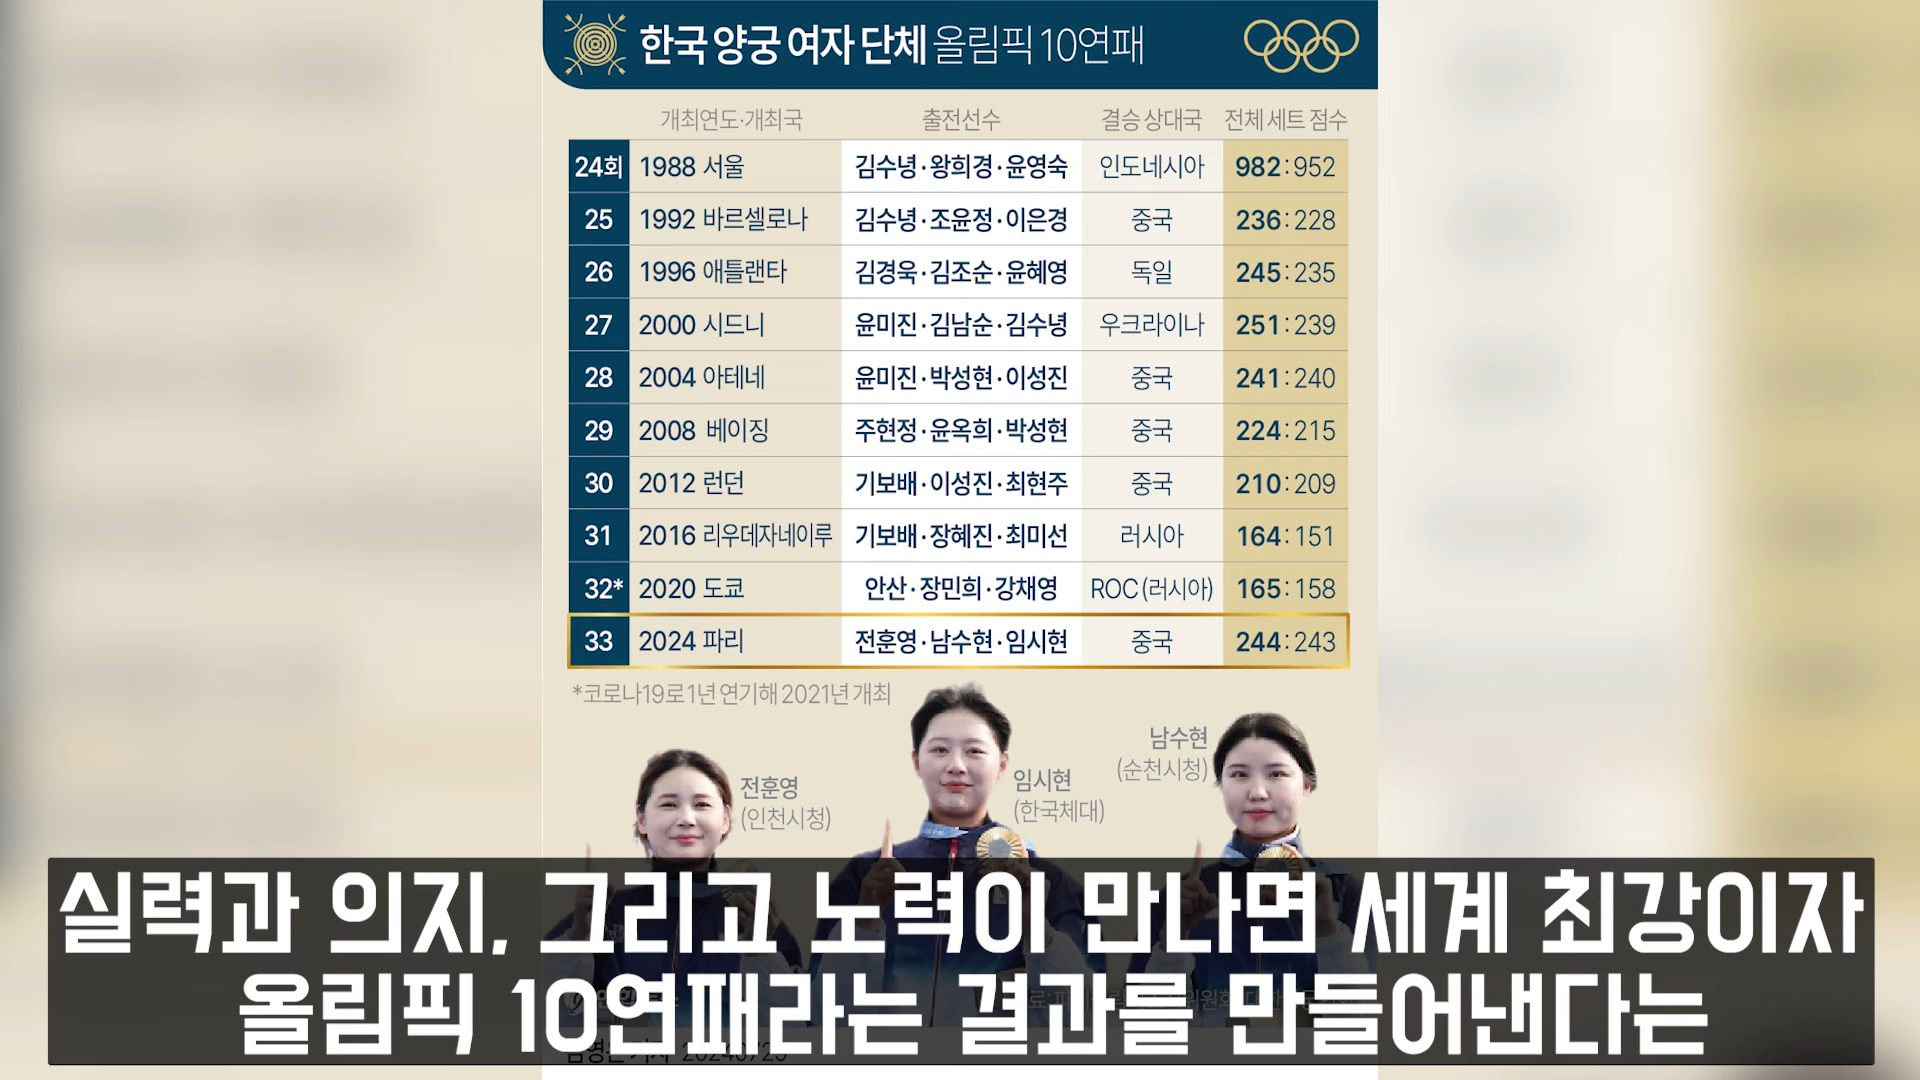 한국 양궁 여자 단체 올림픽 10연패
개최연도·개최국 출전선수 결승 상대국 전체 세트 점수
24회 1988 서울 김수녕·왕희경·윤영숙 인도네시아 982:952
25 1992 바르셀로나 김수녕·조윤정·이은경 중국 236:228
26 1996 애틀랜타 김경욱·김조순·윤혜영 독일 245:235
27 2000 시드니 윤미진·김남순·김수녕 우크라이나 251:239
28 2004 아테네 윤미진·박성현·이성진 중국 241:240
29 2008 베이징 주현정·윤옥희·박성현 중국 224:215
30 2012 런던 기보배·이성진·최현주 중국 210:209
31 2016 리우데자네이루 기보배·장혜진·최미선 러시아 164:151
32* 2020 도쿄 안산·장민희·강채영 ROC(러시아) 165:158
33 2024 파리 전훈영·남수현·임시현 중국 244:243
*코로나19로 1년 연기해 2021년 개최
전훈영
(인천시청)
임시현
(한국체대)
남수현
(순천시청)
실력과 의지, 그리고 노력이 만나면 세계 최강이자
올림픽 10연패라는 결과를 만들어낸다는